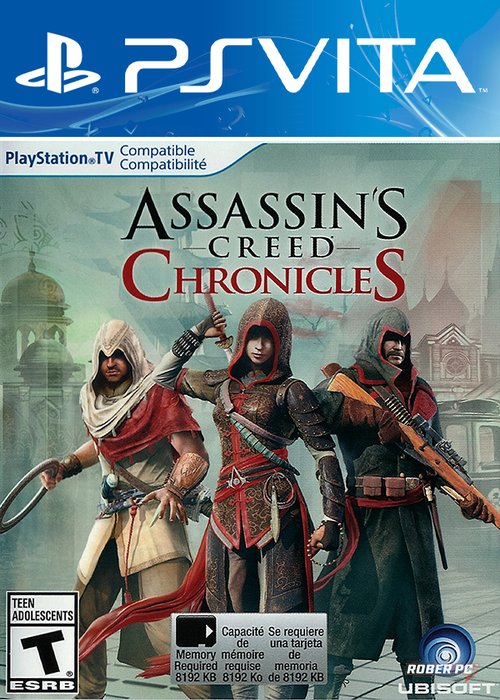 PSVITA
PlayStation®TV
Compatible
Compatibilité
ASSASSIN'S
CREED
CHRONICLES
TEEN
ADOLESCENTS
T
ESRB
Memory
Required
8192 KB
Capacité
de
mémoire
requise
8192 Ko
Se requiere
una tarjeta
de
memoria
de 8192 KB
ROBER PC
UBISOFT